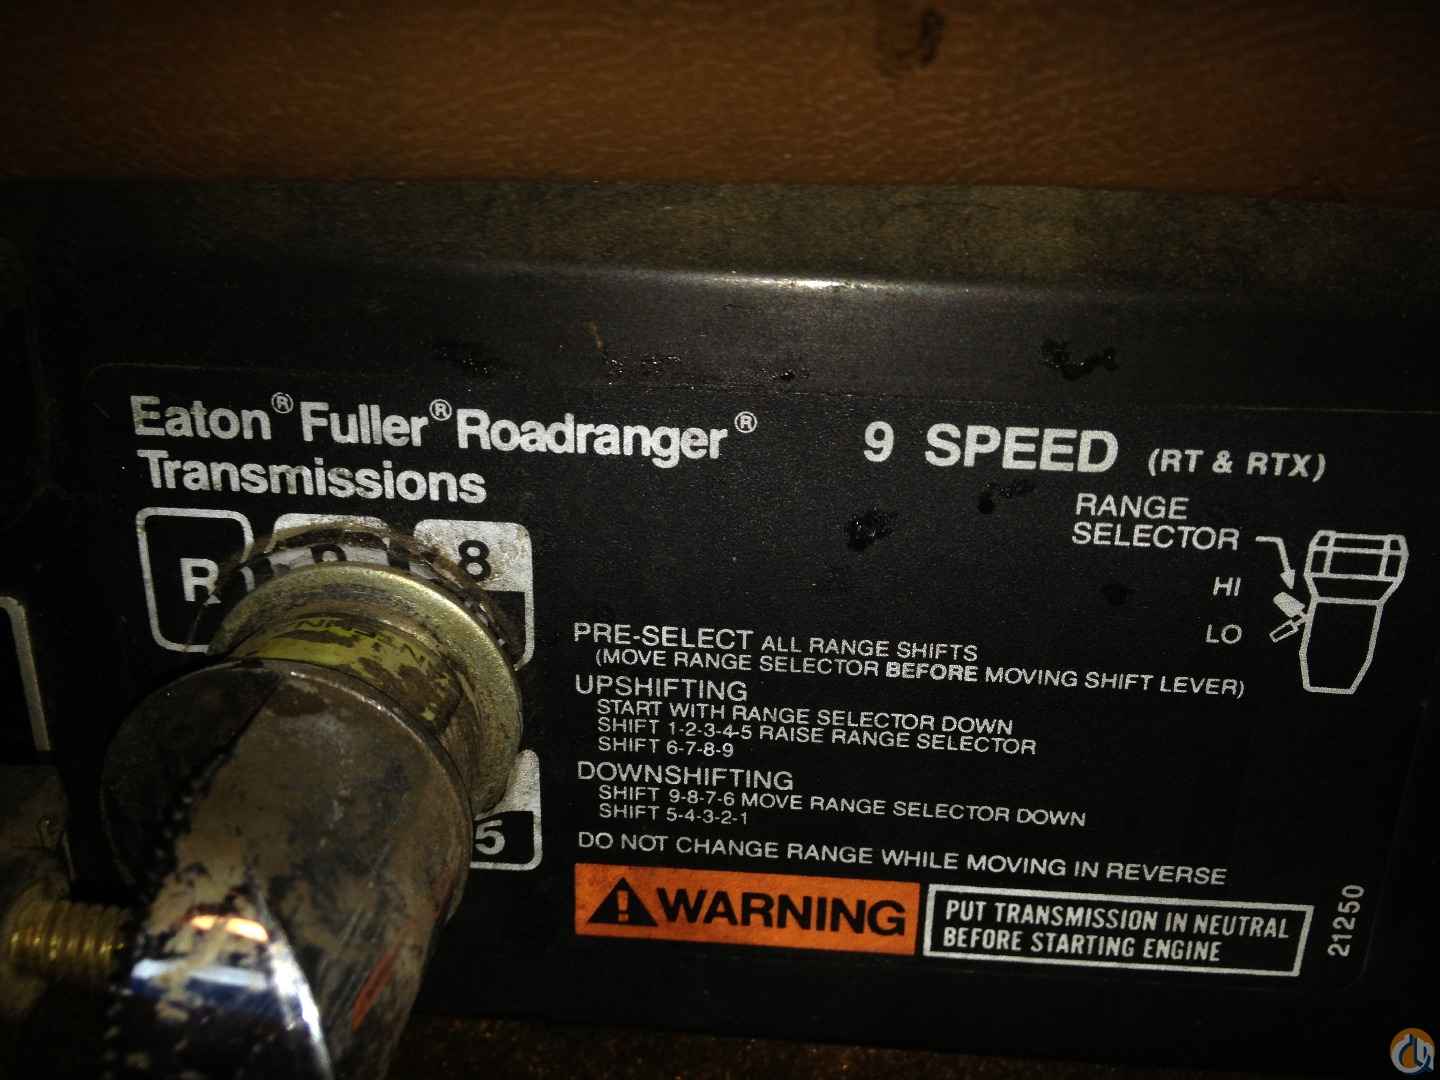 Eaton® Fuller® Roadranger®
Transmissions
9 SPEED (RT & RTX)
R
8
5
RANGE
SELECTOR
HI
LO
PRE-SELECT ALL RANGE SHIFTS
(MOVE RANGE SELECTOR BEFORE MOVING SHIFT LEVER)
UPSHIFTING
START WITH RANGE SELECTOR DOWN
SHIFT 1-2-3-4-5 RAISE RANGE SELECTOR
SHIFT 6-7-8-9
DOWNSHIFTING
SHIFT 9-8-7-6 MOVE RANGE SELECTOR DOWN
SHIFT 5-4-3-2-1
DO NOT CHANGE RANGE WHILE MOVING IN REVERSE
WARNING
PUT TRANSMISSION IN NEUTRAL
BEFORE STARTING ENGINE
21250